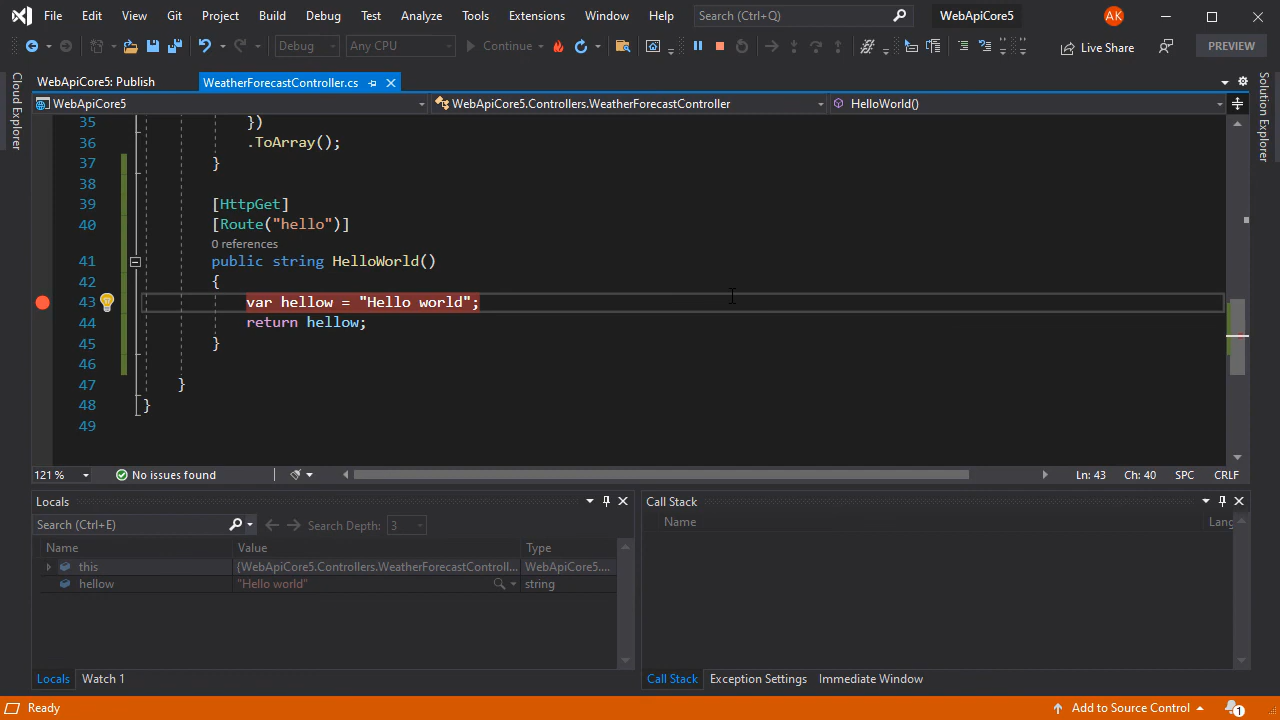 File Edit View Git Project Build Debug Test Analyze Tools Extensions Window Help Search (Ctrl+Q) WebApiCore5 AK
Debug Any CPU Continue Live Share PREVIEW
WebApiCore5: Publish WeatherForecastController.cs
WebApiCore5 WebApiCore5.Controllers.WeatherForecastController HelloWorld()
Cloud Explorer
Solution Explorer
35 })
36 .ToArray();
37 }
38
39 [HttpGet]
40 [Route("hello")]
0 references
41 public string HelloWorld()
42 {
43 var hellow = "Hello world";
44 return hellow;
45 }
46
47 }
48 }
49
121 % No issues found Ln: 43 Ch: 40 SPC CRLF
Locals
Search (Ctrl+E) Search Depth: 3
Name Value Type
this {WebApiCore5.Controllers.WeatherForecastControll... WebApiCore5....
hellow "Hello world" string
Locals Watch 1
Call Stack
Name Lang
Call Stack Exception Settings Immediate Window
Ready Add to Source Control 1